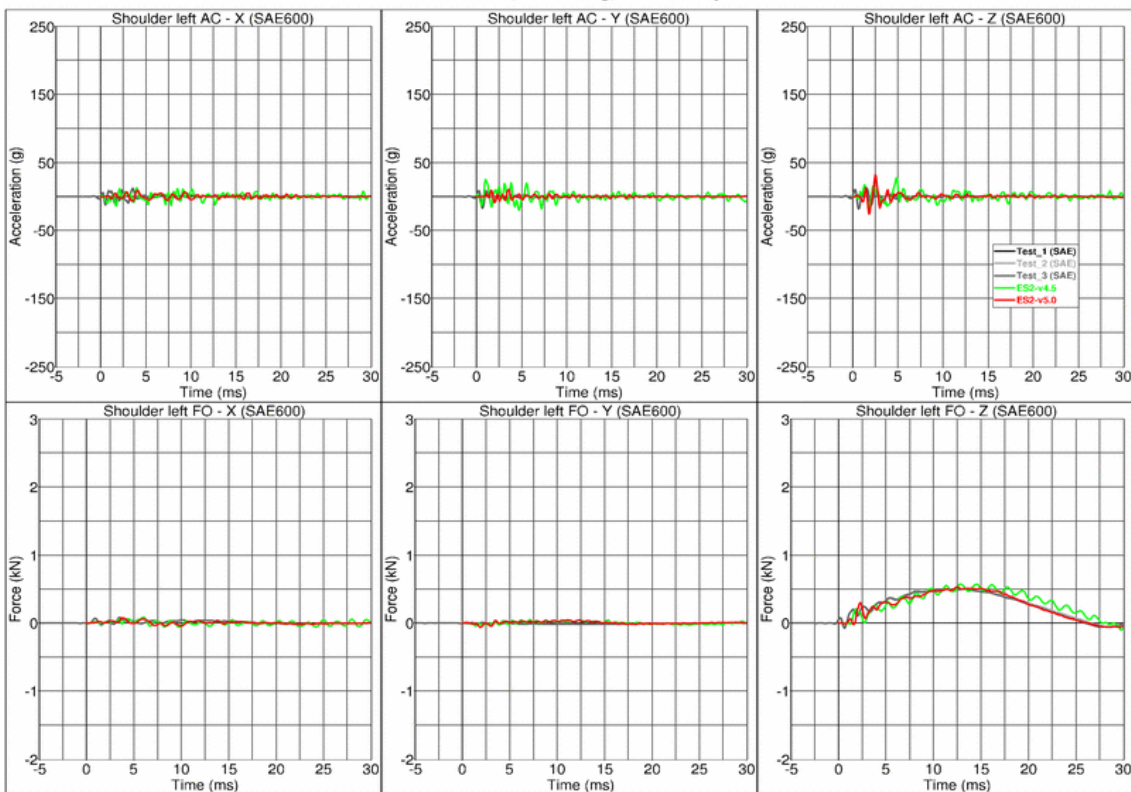 Shoulder left AC - X (SAE600)
250
150
50
-50
-150
-250
Acceleration (g)
-5 0 5 10 15 20 25 30
Time (ms)
Shoulder left AC - Y (SAE600)
250
150
50
-50
-150
-250
Acceleration (g)
-5 0 5 10 15 20 25 30
Time (ms)
Shoulder left AC - Z (SAE600)
250
150
50
-50
-150
-250
Acceleration (g)
Test_1 (SAE)
Test_2 (SAE)
Test_3 (SAE)
ES2-v4.5
ES2-v5.0
-5 0 5 10 15 20 25 30
Time (ms)
Shoulder left FO - X (SAE600)
3
2
1
0
-1
-2
Force (kN)
-5 0 5 10 15 20 25 30
Time (ms)
Shoulder left FO - Y (SAE600)
3
2
1
0
-1
-2
Force (kN)
-5 0 5 10 15 20 25 30
Time (ms)
Shoulder left FO - Z (SAE600)
3
2
1
0
-1
-2
Force (kN)
-5 0 5 10 15 20 25 30
Time (ms)